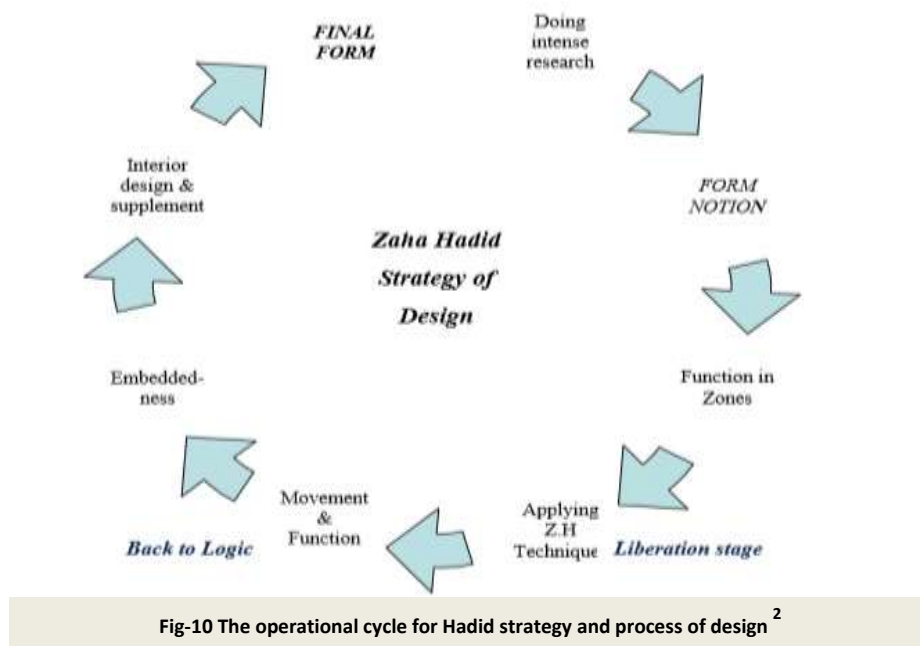 FINAL
FORM
Doing
intense
research
FORM
NOTION
Function in
Zones
Applying
Z.H
Technique
Liberation stage
Movement
&
Function
Back to Logic
Embedded-
ness
Interior
design &
supplement
Zaha Hadid
Strategy of
Design
Fig-10 The operational cycle for Hadid strategy and process of design 2